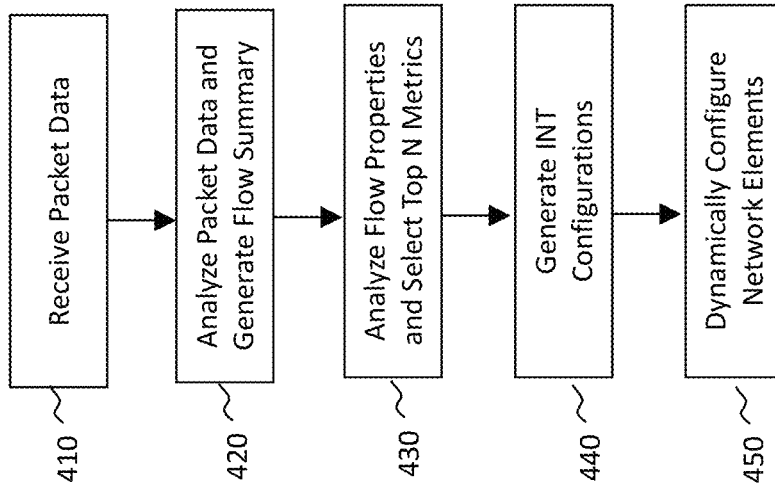 410
Receive Packet Data
420
Analyze Packet Data and
Generate Flow Summary
430
Analyze Flow Properties
and Select Top N Metrics
440
Generate INT
Configurations
450
Dynamically Configure
Network Elements